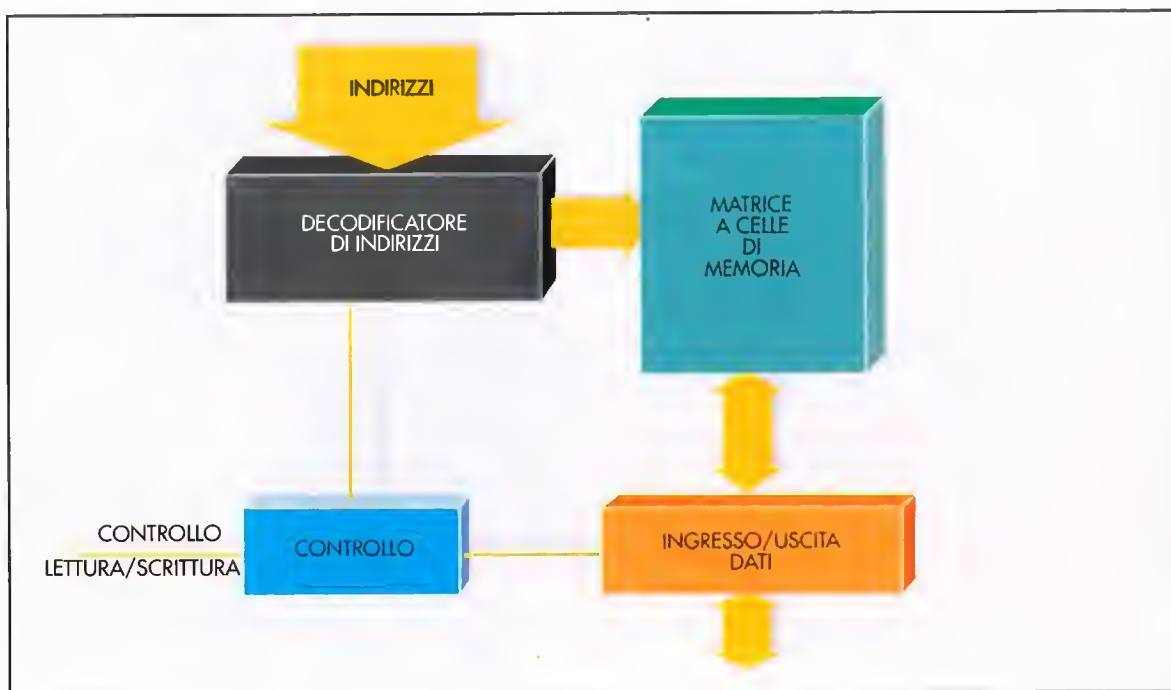 INDIRIZZI
DECODIFICATORE
DI INDIRIZZI
MATRICE
A CELLE
DI
MEMORIA
CONTROLLO
LETTURA/SCRITTURA
CONTROLLO
INGRESSO/USCITA
DATI